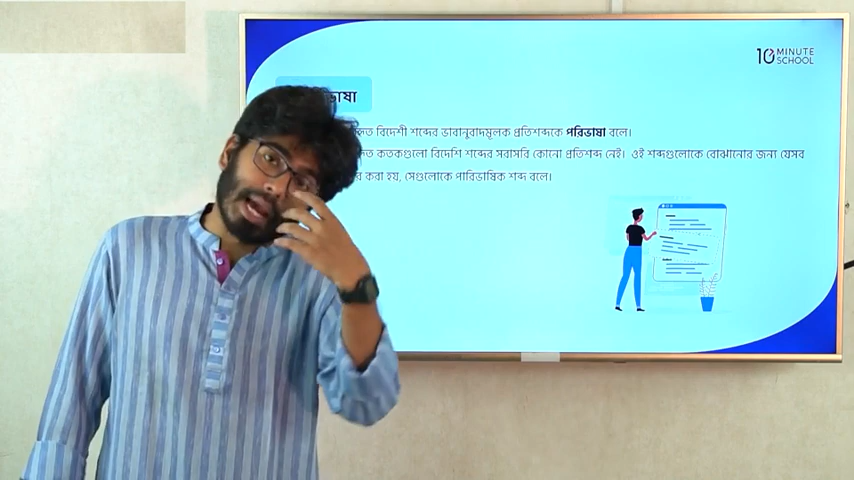 10 MINUTE
SCHOOL
ভাষা
বিদেশী শব্দের ভাবানুবাদমূলক প্রতিশব্দকে পরিভাষা বলে।
কতকগুলো বিদেশি শব্দের সরাসরি কোনো প্রতিশব্দ নেই। ওই শব্দগুলোকে বোঝানোর জন্য যেসব
করা হয়, সেগুলোকে পারিভাষিক শব্দ বলে।